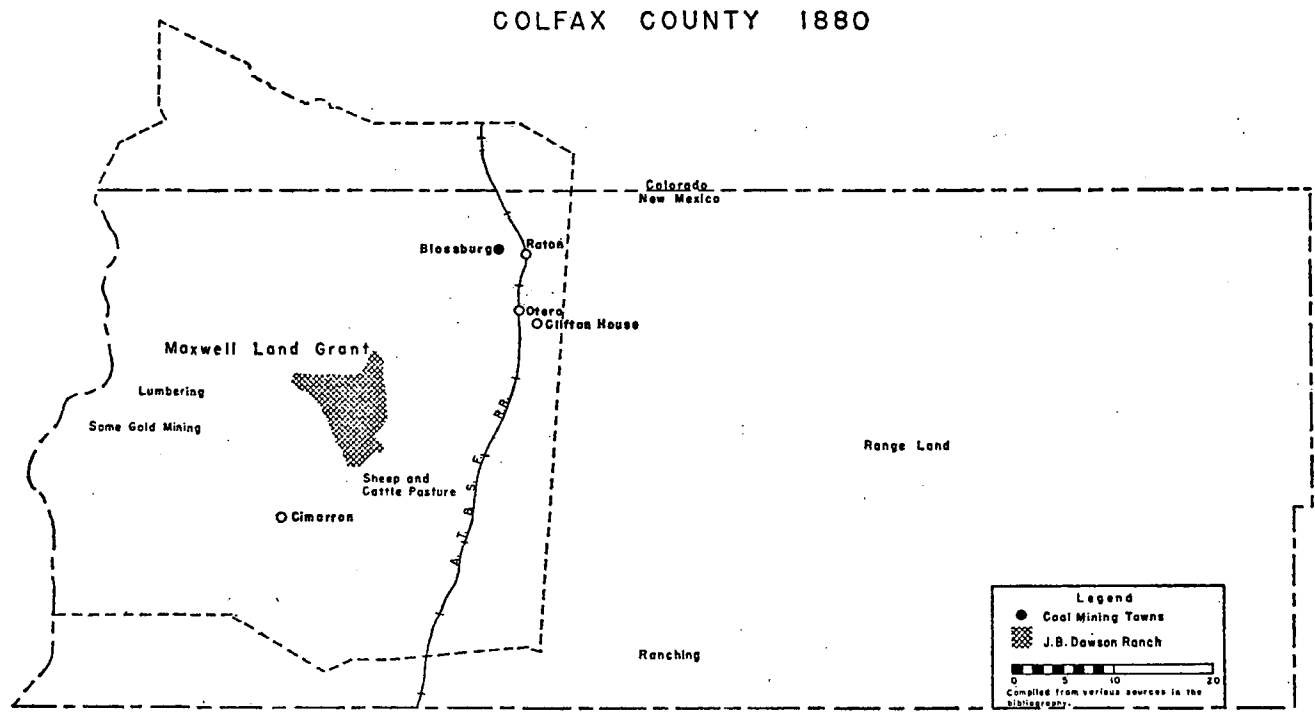 COLFAX COUNTY 1880
Colorado
New Mexico
Blossburg
Raton
Otero
Clifton House
Maxwell Land Grant
Lumbering
Some Gold Mining
Range Land
Sheep and
Cattle Pasture
Cimarron
A. T. & S. F. R.R.
Ranching
Legend
Coal Mining Towns
J.B. Dawson Ranch
0 5 10 20
Compiled from various sources in the
bibliography.